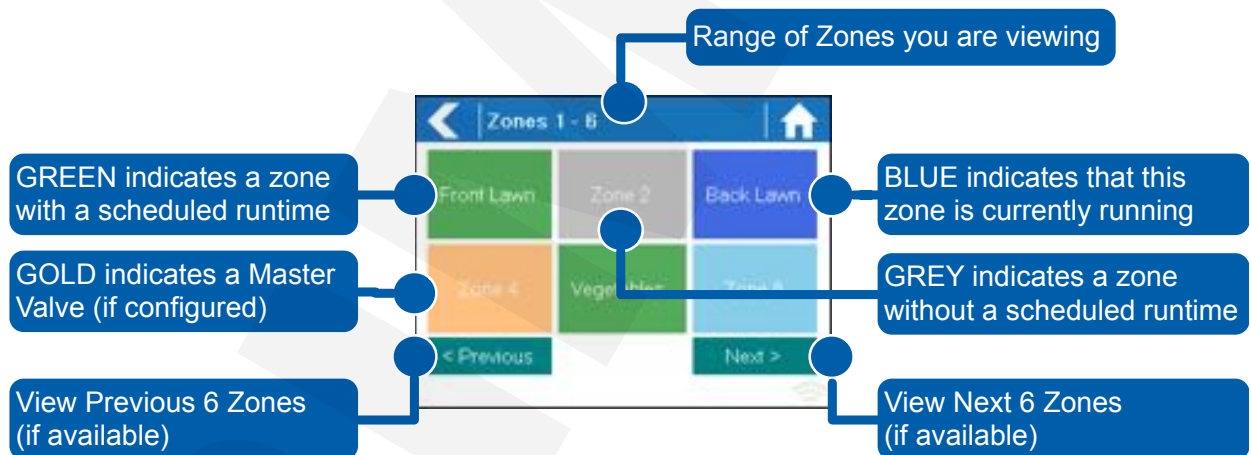 Range of Zones you are viewing
Zones 1 - 6
GREEN indicates a zone
with a scheduled runtime
Front Lawn
Zone 2
Back Lawn
BLUE indicates that this
zone is currently running
GOLD indicates a Master
Valve (if configured)
Zone 4
Vegetables
Zone 6
GREY indicates a zone
without a scheduled runtime
< Previous
Next >
View Previous 6 Zones
(if available)
View Next 6 Zones
(if available)